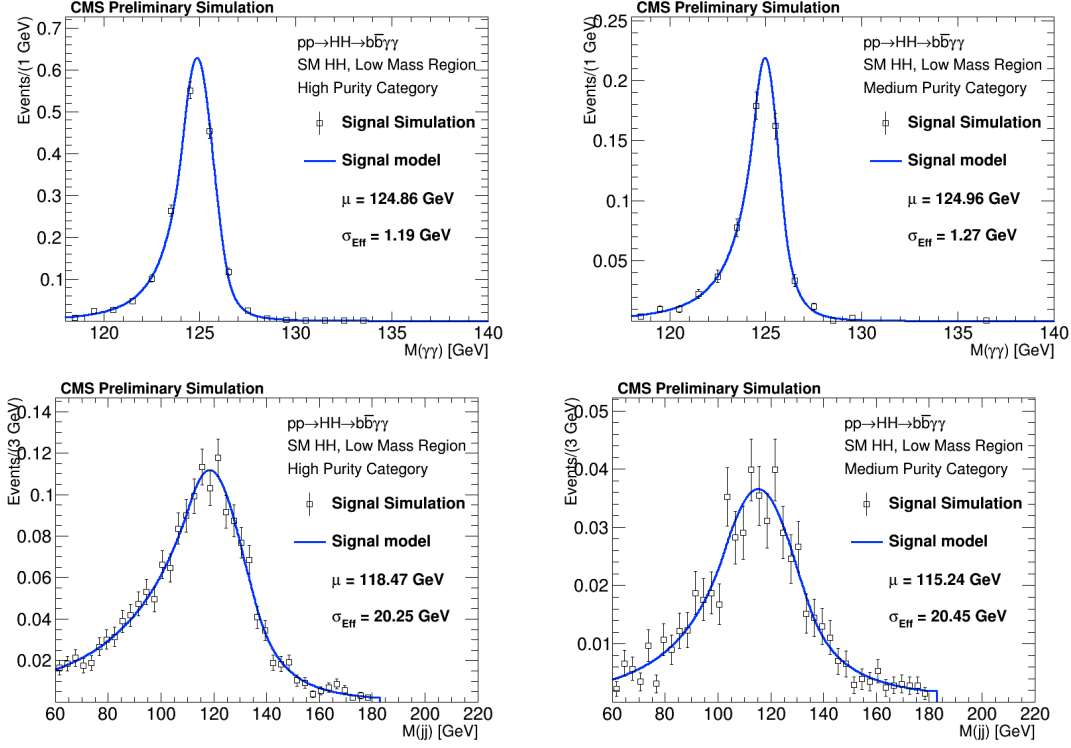 CMS Preliminary Simulation
Events/(1 GeV)
0.7
0.6
0.5
0.4
0.3
0.2
0.1
pp→HH→bb̅γγ
SM HH, Low Mass Region
High Purity Category
Signal Simulation
Signal model
μ = 124.86 GeV
σEff = 1.19 GeV
120 125 130 135 140
M(γγ) [GeV]
CMS Preliminary Simulation
Events/(1 GeV)
0.25
0.20
0.15
0.10
0.05
pp→HH→bb̅γγ
SM HH, Low Mass Region
Medium Purity Category
Signal Simulation
Signal model
μ = 124.96 GeV
σEff = 1.27 GeV
120 125 130 135 140
M(γγ) [GeV]
CMS Preliminary Simulation
Events/(3 GeV)
0.14
0.12
0.1
0.08
0.06
0.04
0.02
pp→HH→bb̅γγ
SM HH, Low Mass Region
High Purity Category
Signal Simulation
Signal model
μ = 118.47 GeV
σEff = 20.25 GeV
60 80 100 120 140 160 180 200 220
M(jj) [GeV]
CMS Preliminary Simulation
Events/(3 GeV)
0.05
0.04
0.03
0.02
0.01
pp→HH→bb̅γγ
SM HH, Low Mass Region
Medium Purity Category
Signal Simulation
Signal model
μ = 115.24 GeV
σEff = 20.45 GeV
60 80 100 120 140 160 180 200 220
M(jj) [GeV]